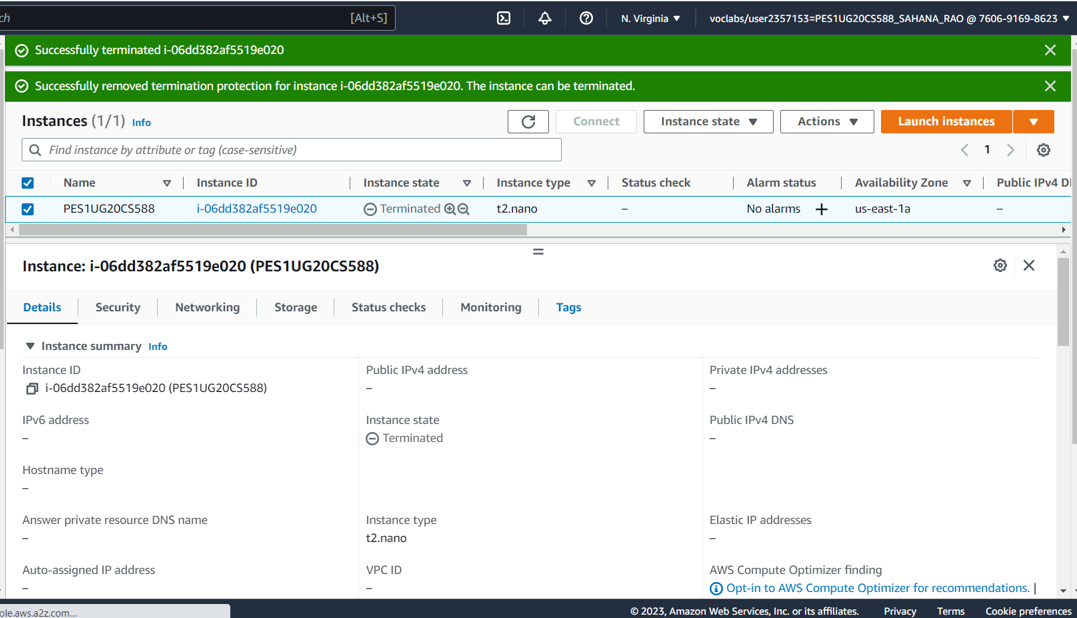 ch [Alt+S] N. Virginia ▼ voclabs/user2357153=PES1UG20CS588_SAHANA_RAO @ 7606-9169-8623 ▼
Successfully terminated i-06dd382af5519e020
Successfully removed termination protection for instance i-06dd382af5519e020. The instance can be terminated.
Instances (1/1) Info Connect Instance state ▼ Actions ▼ Launch instances ▼
Find instance by attribute or tag (case-sensitive) 1
Name Instance ID Instance state Instance type Status check Alarm status Availability Zone Public IPv4 D
PES1UG20CS588 i-06dd382af5519e020 Terminated t2.nano – No alarms + us-east-1a –
Instance: i-06dd382af5519e020 (PES1UG20CS588)
Details Security Networking Storage Status checks Monitoring Tags
▼ Instance summary Info
Instance ID Public IPv4 address Private IPv4 addresses
i-06dd382af5519e020 (PES1UG20CS588) – –
IPv6 address Instance state Public IPv4 DNS
– Terminated –
Hostname type
–
Answer private resource DNS name Instance type Elastic IP addresses
– t2.nano –
Auto-assigned IP address VPC ID AWS Compute Optimizer finding
– – Opt-in to AWS Compute Optimizer for recommendations. |
ole.aws.a2z.com... © 2023, Amazon Web Services, Inc. or its affiliates. Privacy Terms Cookie preferences